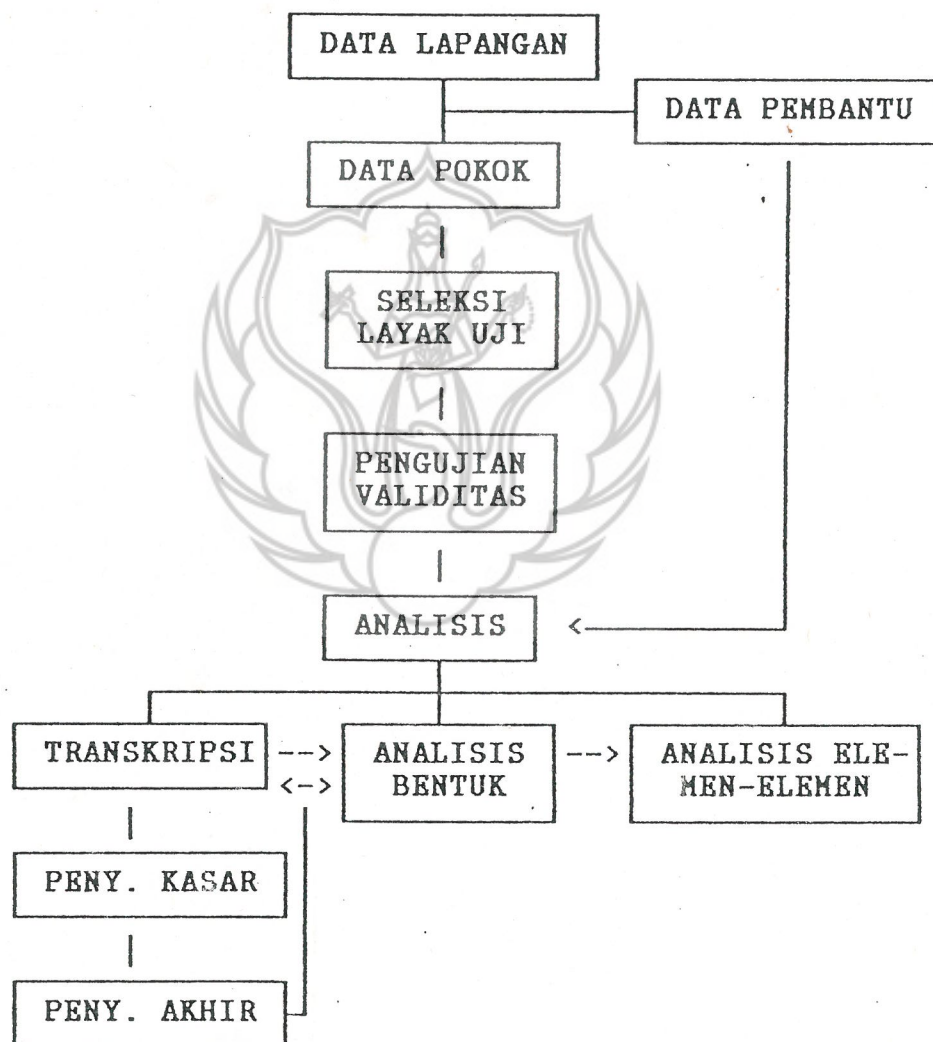 DATA LAPANGAN
DATA PEMBANTU
DATA POKOK
SELEKSI
LAYAK UJI
PENGUJIAN
VALIDITAS
ANALISIS
TRANSKRIPSI
ANALISIS
BENTUK
ANALISIS ELE-
MEN-ELEMEN
PENY. KASAR
PENY. AKHIR